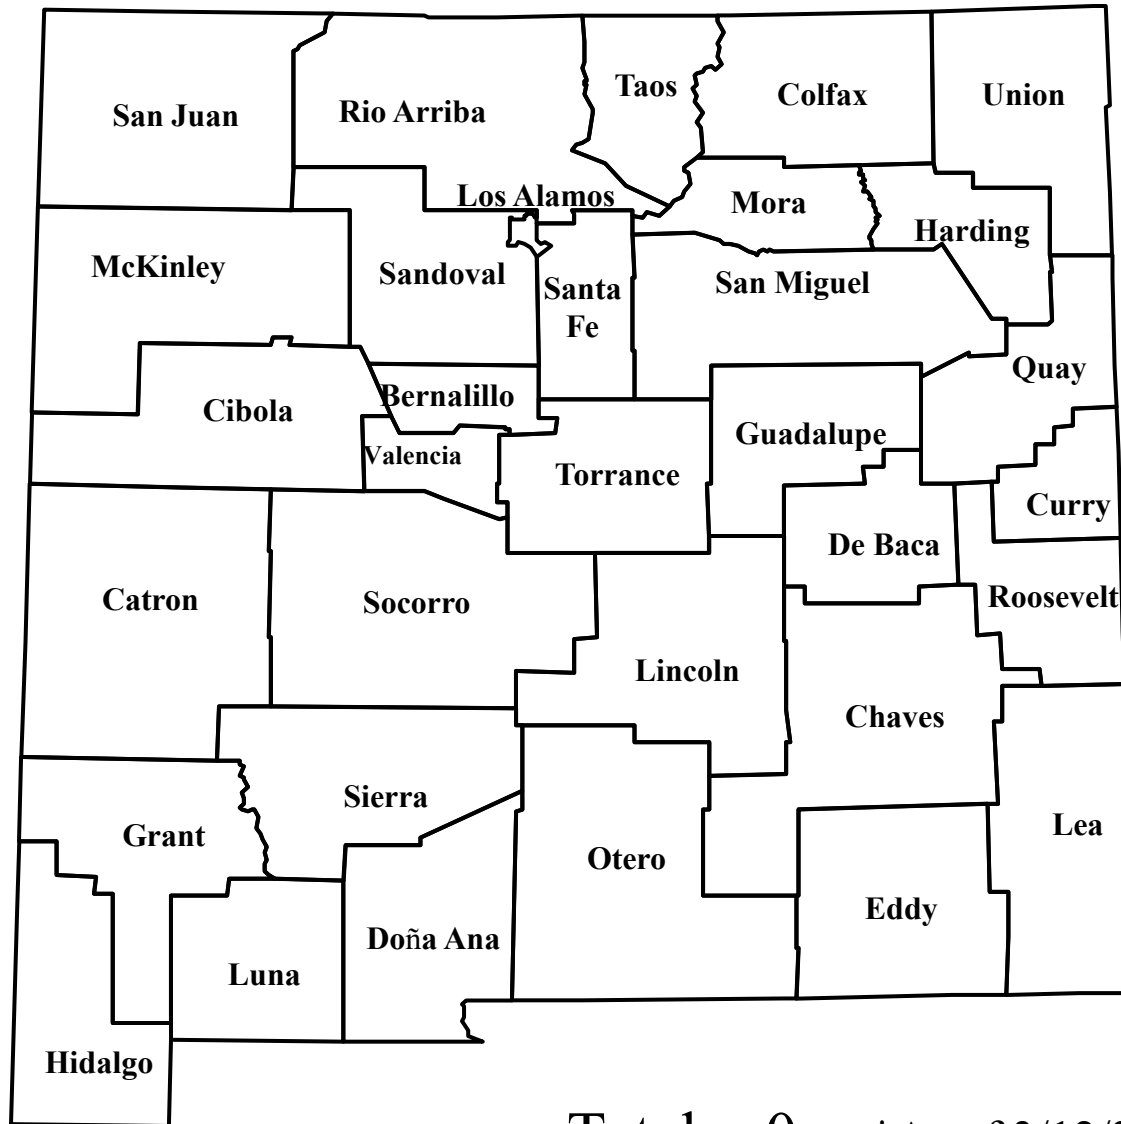 San Juan
Rio Arriba
Taos
Colfax
Union
Los Alamos
Mora
Harding
McKinley
Sandoval
Santa
Fe
San Miguel
Quay
Cibola
Bernalillo
Valencia
Torrance
Guadalupe
Curry
De Baca
Roosevelt
Catron
Socorro
Lincoln
Chaves
Sierra
Grant
Otero
Lea
Eddy
Doña Ana
Luna
Hidalgo